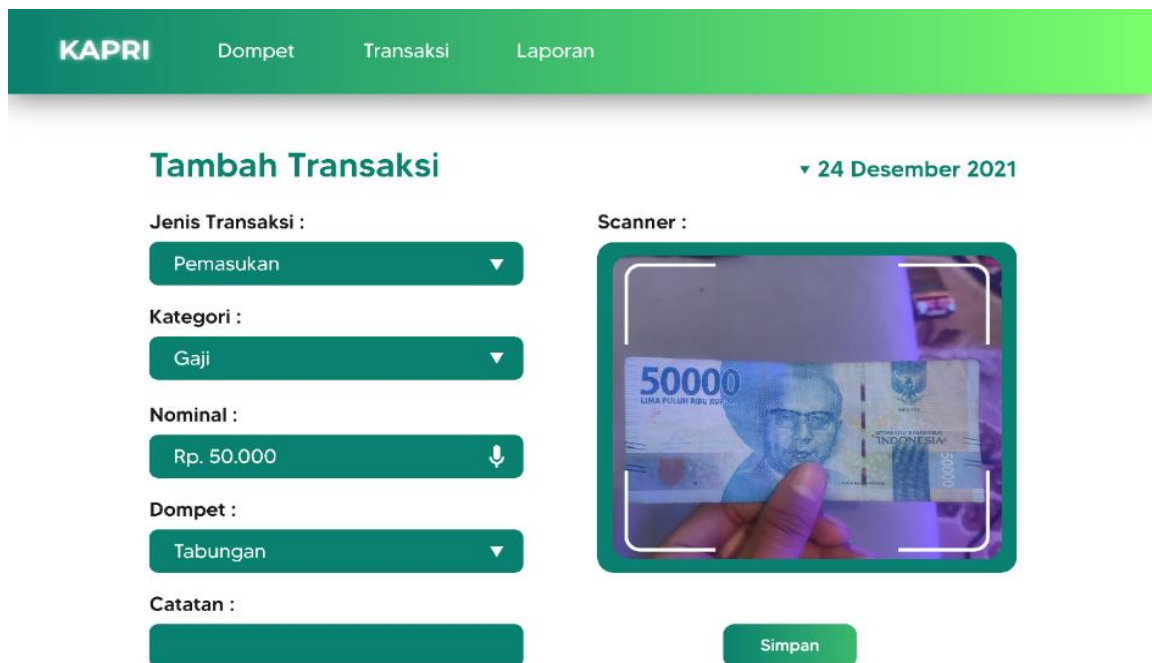 KAPRI Dompet Transaksi Laporan
Tambah Transaksi
▾ 24 Desember 2021
Jenis Transaksi :
Pemasukan
Kategori :
Gaji
Nominal :
Rp. 50.000
Dompet :
Tabungan
Catatan :
Scanner :
50000
LIMA PULUH RIBU RUPIAH
INDONESIA
50000
Simpan